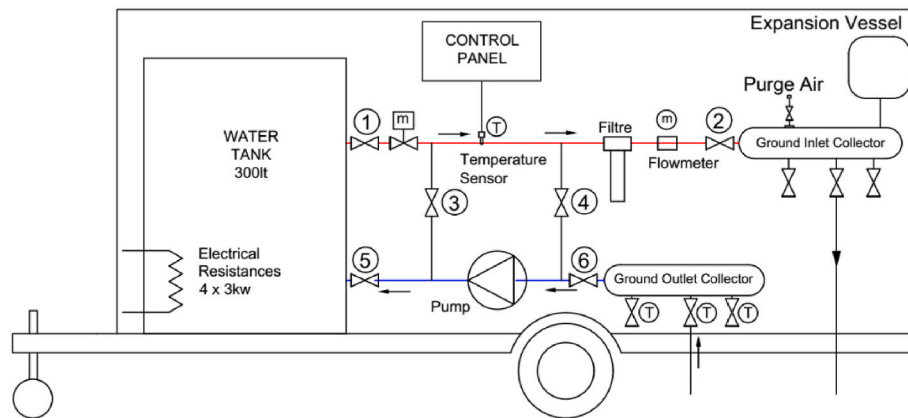 Expansion Vessel
CONTROL
PANEL
Purge Air
1
m
T
Filtre
m
2
WATER
TANK
300lt
Temperature
Sensor
Flowmeter
Ground Inlet Collector
3
4
Electrical
Resistances
4 x 3kw
5
Pump
6
Ground Outlet Collector
T
T
T